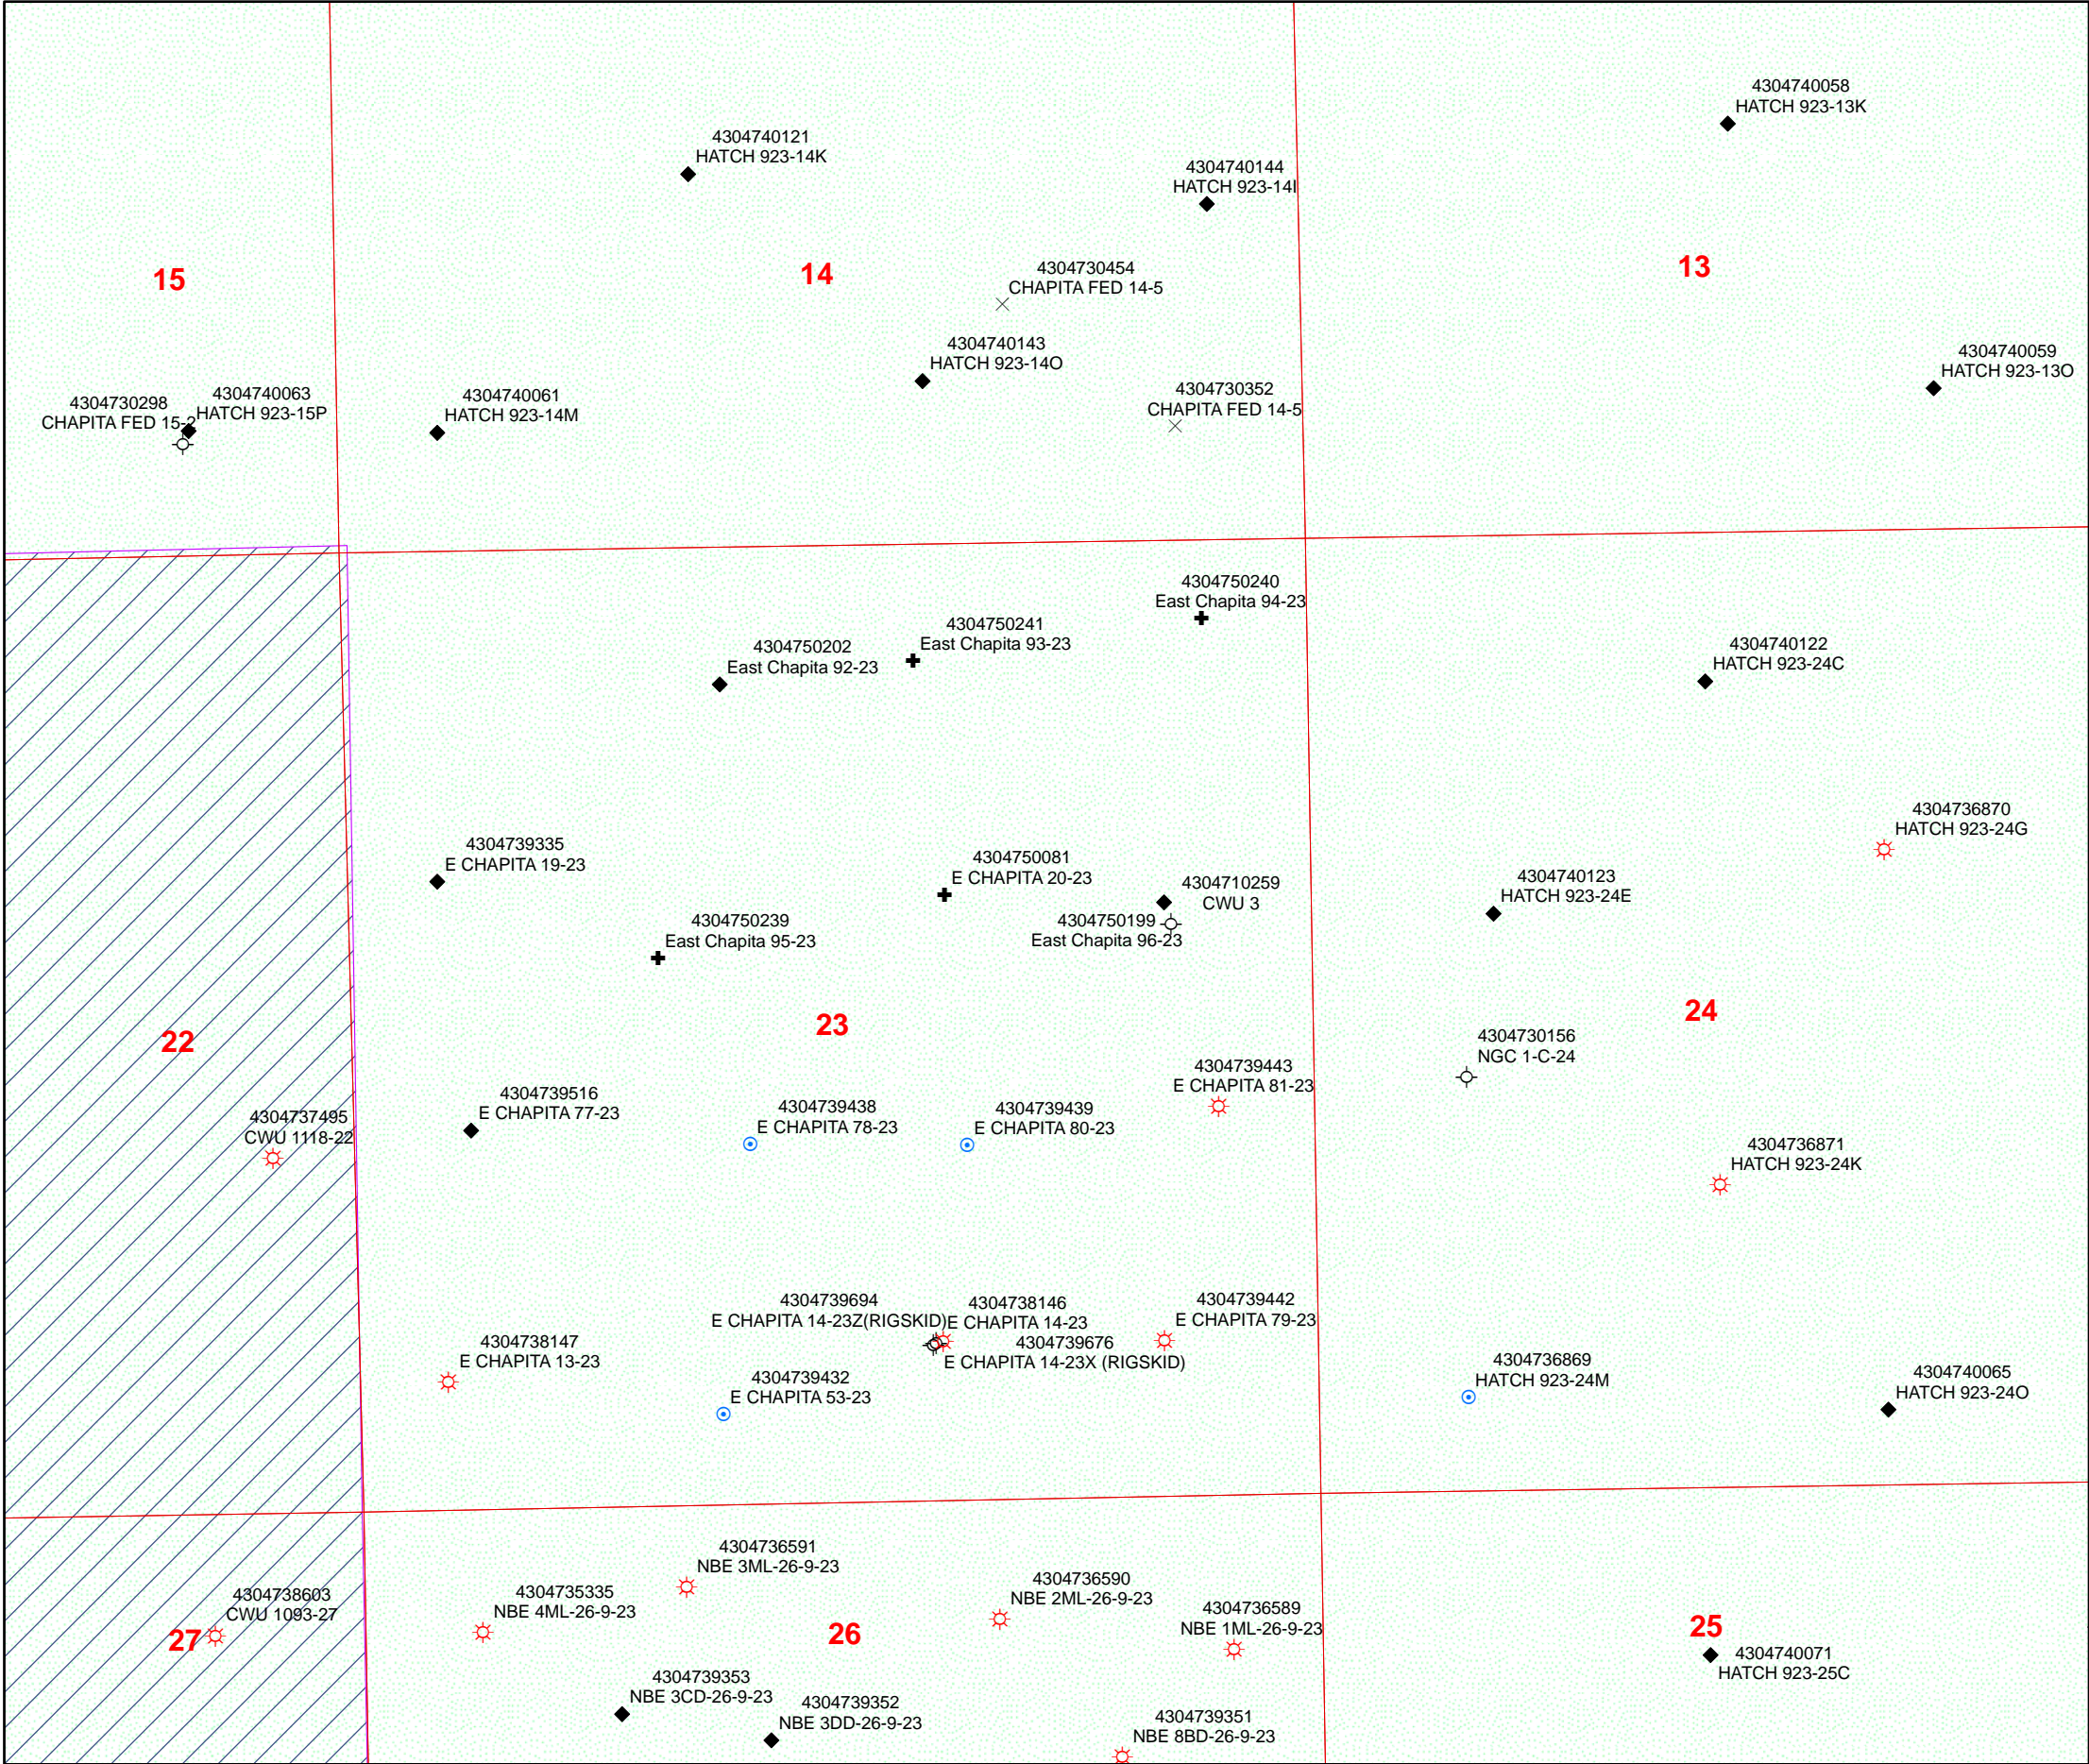 4304740058
HATCH 923-13K
4304740121
HATCH 923-14K
4304740144
HATCH 923-14I
15
14
13
4304730454
CHAPITA FED 14-5
4304740143
HATCH 923-14O
4304740059
HATCH 923-13O
4304730298
CHAPITA FED 15-2
4304740063
HATCH 923-15P
4304740061
HATCH 923-14M
4304730352
CHAPITA FED 14-5
4304750240
East Chapita 94-23
4304750241
East Chapita 93-23
4304750202
East Chapita 92-23
4304740122
HATCH 923-24C
4304736870
HATCH 923-24G
4304739335
E CHAPITA 19-23
4304750081
E CHAPITA 20-23
4304710259
CWU 3
4304740123
HATCH 923-24E
4304750239
East Chapita 95-23
4304750199
East Chapita 96-23
22
23
24
4304730156
NGC 1-C-24
4304739443
E CHAPITA 81-23
4304739516
E CHAPITA 77-23
4304737495
CWU 1118-22
4304739438
E CHAPITA 78-23
4304739439
E CHAPITA 80-23
4304736871
HATCH 923-24K
4304739694
E CHAPITA 14-23Z(RIGSKID)
4304738146
E CHAPITA 14-23
4304739442
E CHAPITA 79-23
4304739676
E CHAPITA 14-23X (RIGSKID)
4304738147
E CHAPITA 13-23
4304739432
E CHAPITA 53-23
4304736869
HATCH 923-24M
4304740065
HATCH 923-24O
4304736591
NBE 3ML-26-9-23
4304738603
CWU 1093-27
4304735335
NBE 4ML-26-9-23
4304736590
NBE 2ML-26-9-23
4304736589
NBE 1ML-26-9-23
27
26
25
4304740071
HATCH 923-25C
4304739353
NBE 3CD-26-9-23
4304739352
NBE 3DD-26-9-23
4304739351
NBE 8BD-26-9-23